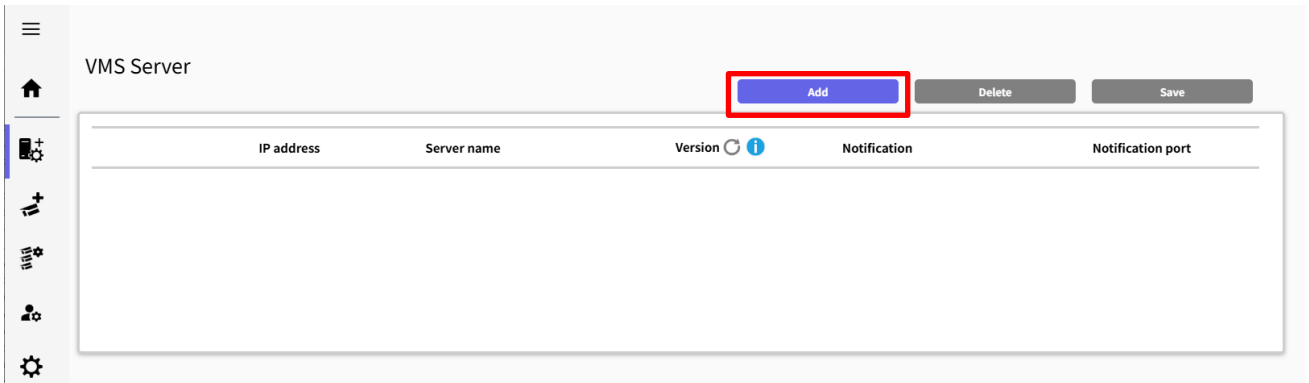 VMS Server
Add Delete Save
IP address Server name Version Notification Notification port